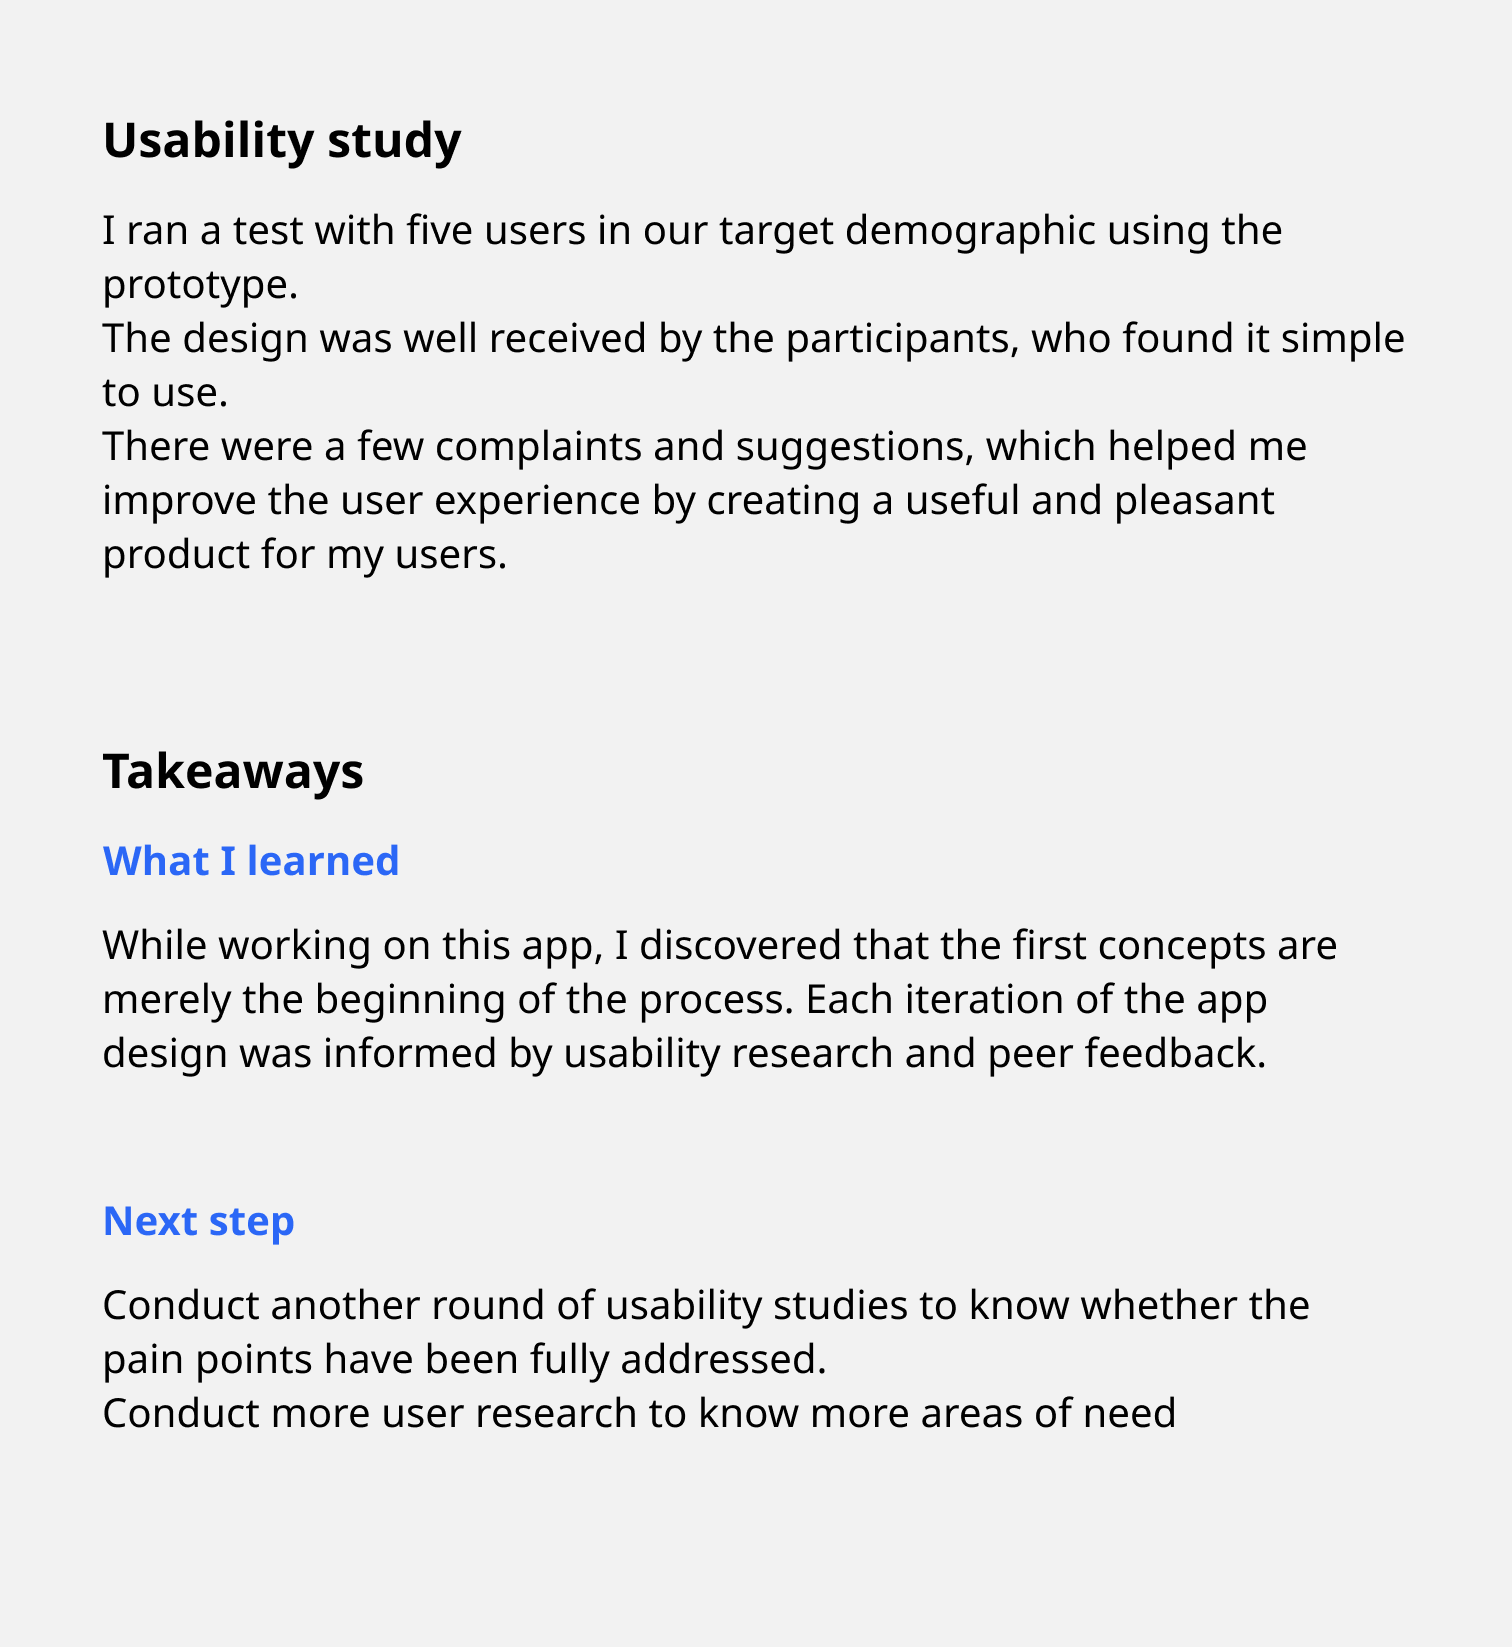 Usability study
I ran a test with five users in our target demographic using the
prototype.
The design was well received by the participants, who found it simple
to use.
There were a few complaints and suggestions, which helped me
improve the user experience by creating a useful and pleasant
product for my users.
Takeaways
What I learned
While working on this app, I discovered that the first concepts are
merely the beginning of the process. Each iteration of the app
design was informed by usability research and peer feedback.
Next step
Conduct another round of usability studies to know whether the
pain points have been fully addressed.
Conduct more user research to know more areas of need